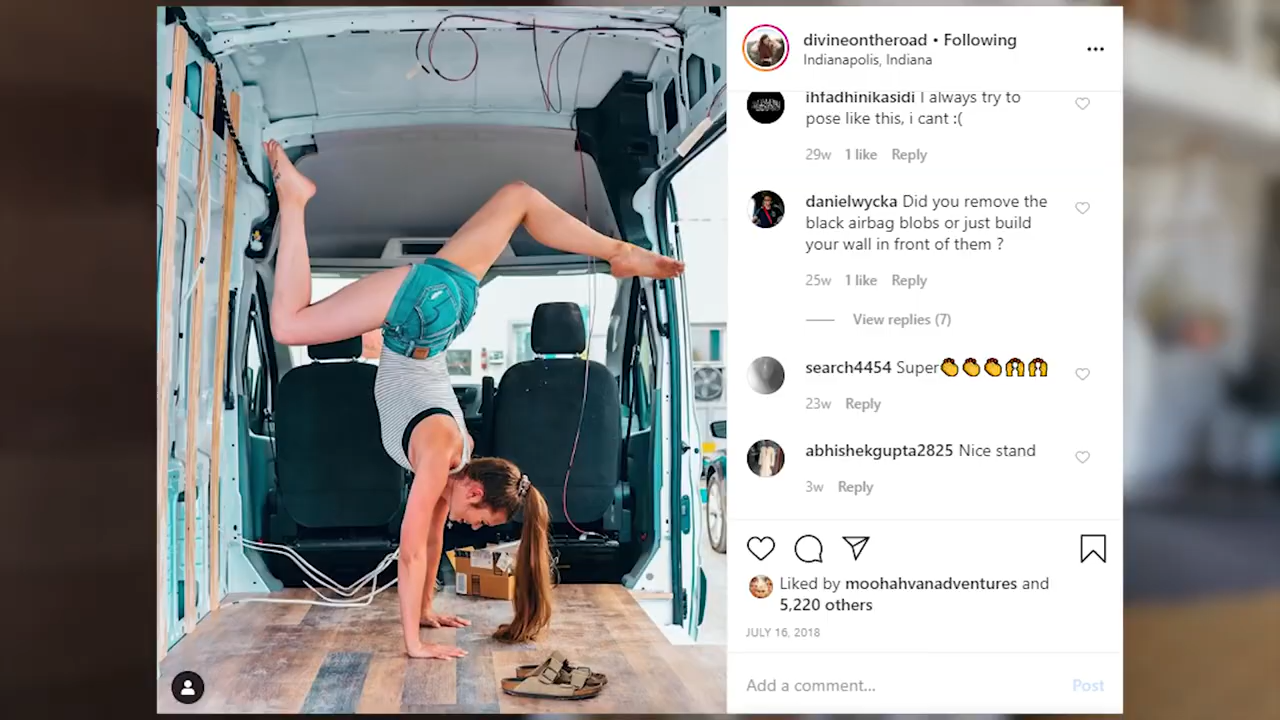 divineontheroad • Following
Indianapolis, Indiana
ihfadhinikasidi I always try to
pose like this, i cant :(
29w 1 like Reply
danielwycka Did you remove the
black airbag blobs or just build
your wall in front of them ?
25w 1 like Reply
View replies (7)
search4454 Super👏👏👏🙌🙌
23w Reply
abhishekgupta2825 Nice stand
3w Reply
Liked by moohahvanadventures and
5,220 others
JULY 16, 2018
Add a comment... Post